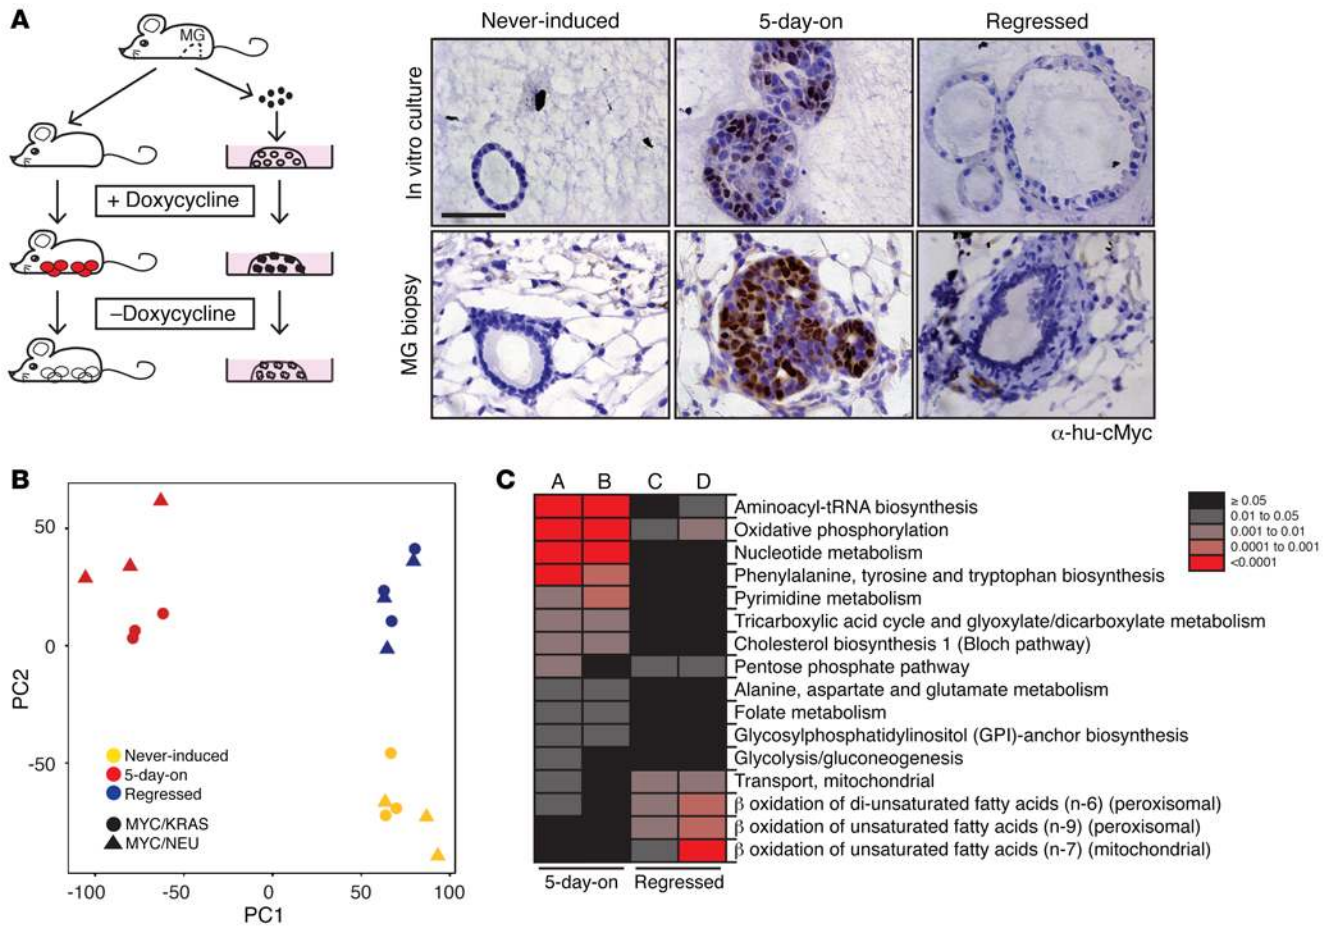 A
MG
+ Doxycycline
–Doxycycline
Never-induced
5-day-on
Regressed
In vitro culture
MG biopsy
α-hu-cMyc
B
PC2
50
0
-50
Never-induced
5-day-on
Regressed
MYC/KRAS
MYC/NEU
-100
-50
0
50
100
PC1
C
A
B
C
D
Aminoacyl-tRNA biosynthesis
Oxidative phosphorylation
Nucleotide metabolism
Phenylalanine, tyrosine and tryptophan biosynthesis
Pyrimidine metabolism
Tricarboxylic acid cycle and glyoxylate/dicarboxylate metabolism
Cholesterol biosynthesis 1 (Bloch pathway)
Pentose phosphate pathway
Alanine, aspartate and glutamate metabolism
Folate metabolism
Glycosylphosphatidylinositol (GPI)-anchor biosynthesis
Glycolysis/gluconeogenesis
Transport, mitochondrial
β oxidation of di-unsaturated fatty acids (n-6) (peroxisomal)
β oxidation of unsaturated fatty acids (n-9) (peroxisomal)
β oxidation of unsaturated fatty acids (n-7) (mitochondrial)
5-day-on
Regressed
≥ 0.05
0.01 to 0.05
0.001 to 0.01
0.0001 to 0.001
<0.0001